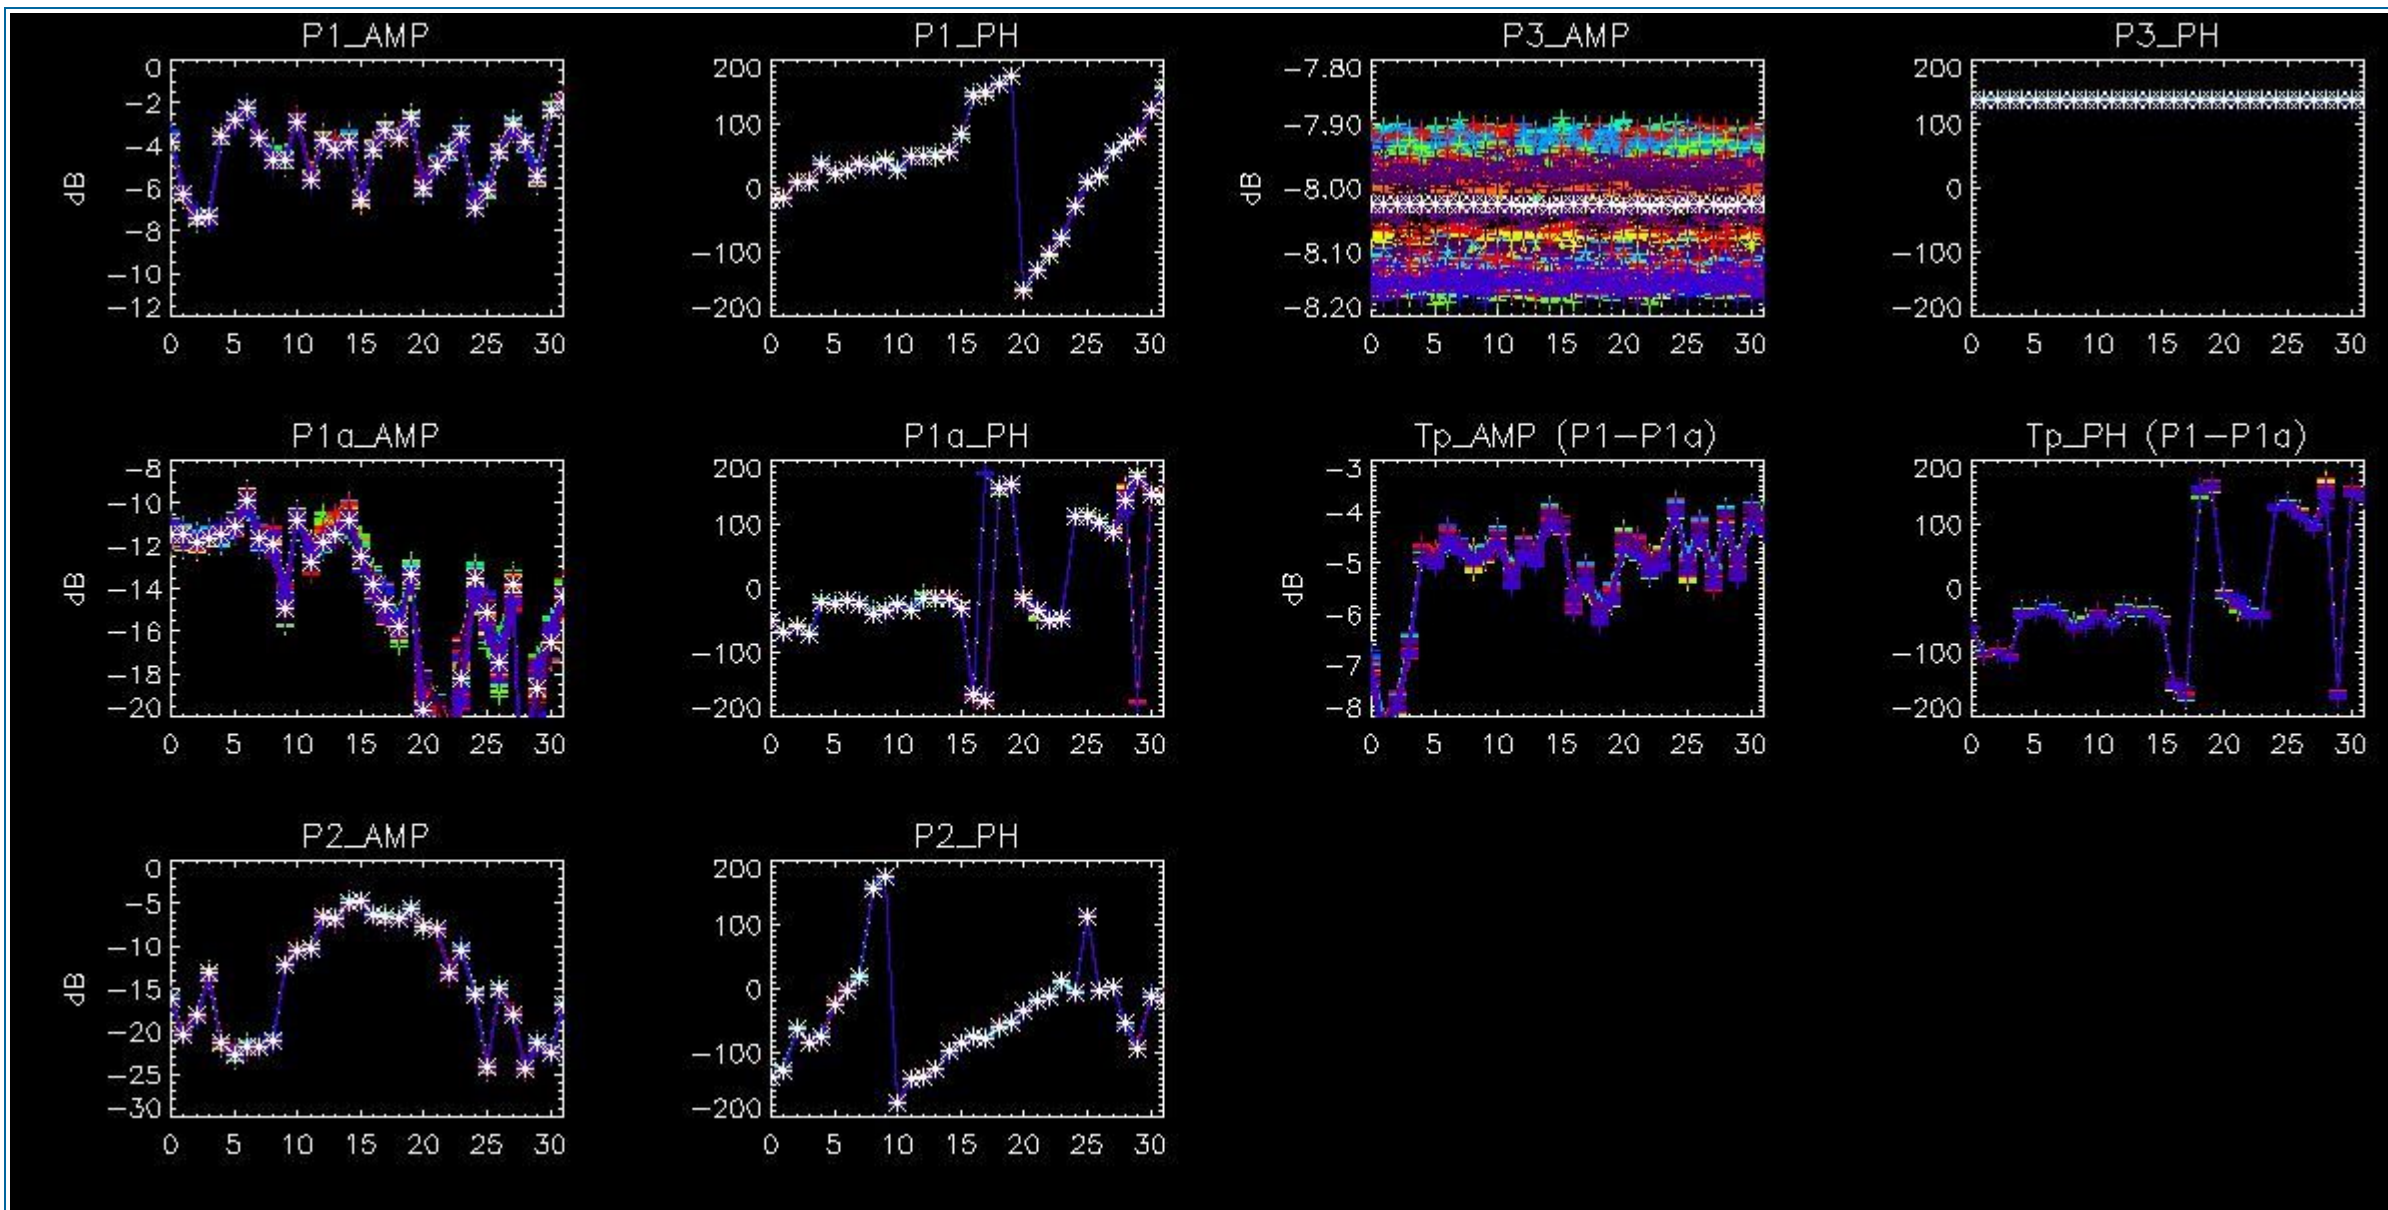 P1_AMP
0
−2
−4
−6
−8
−10
−12
dB
0 5 10 15 20 25 30
P1_PH
200
100
0
−100
−200
0 5 10 15 20 25 30
P3_AMP
−7.80
−7.90
−8.00
−8.10
−8.20
dB
0 5 10 15 20 25 30
P3_PH
200
100
0
−100
−200
0 5 10 15 20 25 30
P1a_AMP
−8
−10
−12
−14
−16
−18
−20
dB
0 5 10 15 20 25 30
P1a_PH
200
100
0
−100
−200
0 5 10 15 20 25 30
Tp_AMP (P1−P1a)
−3
−4
−5
−6
−7
−8
dB
0 5 10 15 20 25 30
Tp_PH (P1−P1a)
200
100
0
−100
−200
0 5 10 15 20 25 30
P2_AMP
0
−5
−10
−15
−20
−25
−30
dB
0 5 10 15 20 25 30
P2_PH
200
100
0
−100
−200
0 5 10 15 20 25 30